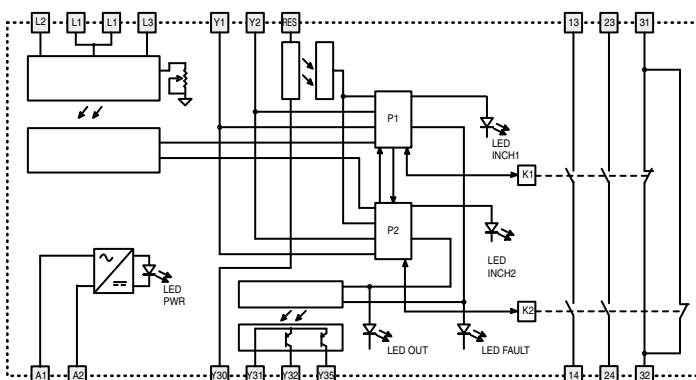 L2 L1 L1 L3 Y1 Y2 RES 13 23 31
P1
LED
INCH1
K1
P2
LED
INCH2
LED
PWR
K2
LED OUT LED FAULT
A1 A2 Y30 Y31 Y32 Y35 14 24 32